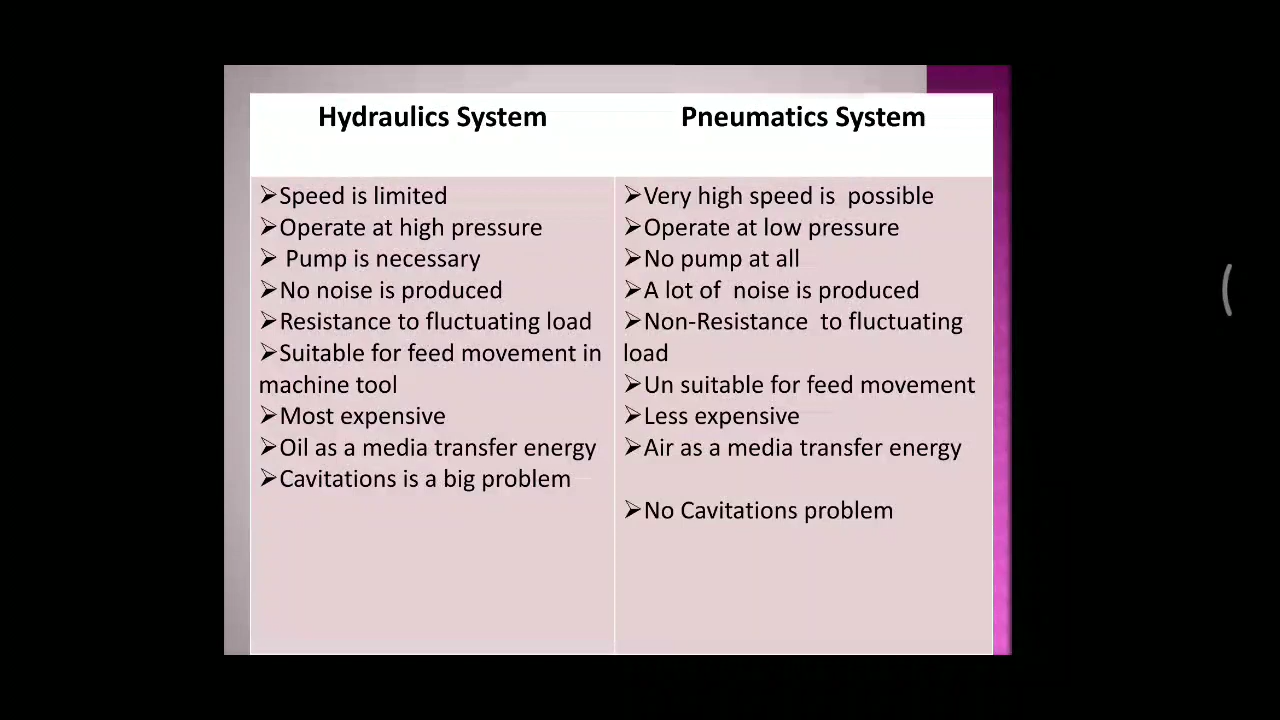 Hydraulics System
Pneumatics System
➢Speed is limited
➢Operate at high pressure
➢ Pump is necessary
➢No noise is produced
➢Resistance to fluctuating load
➢Suitable for feed movement in
machine tool
➢Most expensive
➢Oil as a media transfer energy
➢Cavitations is a big problem
➢Very high speed is  possible
➢Operate at low pressure
➢No pump at all
➢A lot of  noise is produced
➢Non-Resistance  to fluctuating
load
➢Un suitable for feed movement
➢Less expensive
➢Air as a media transfer energy
➢No Cavitations problem